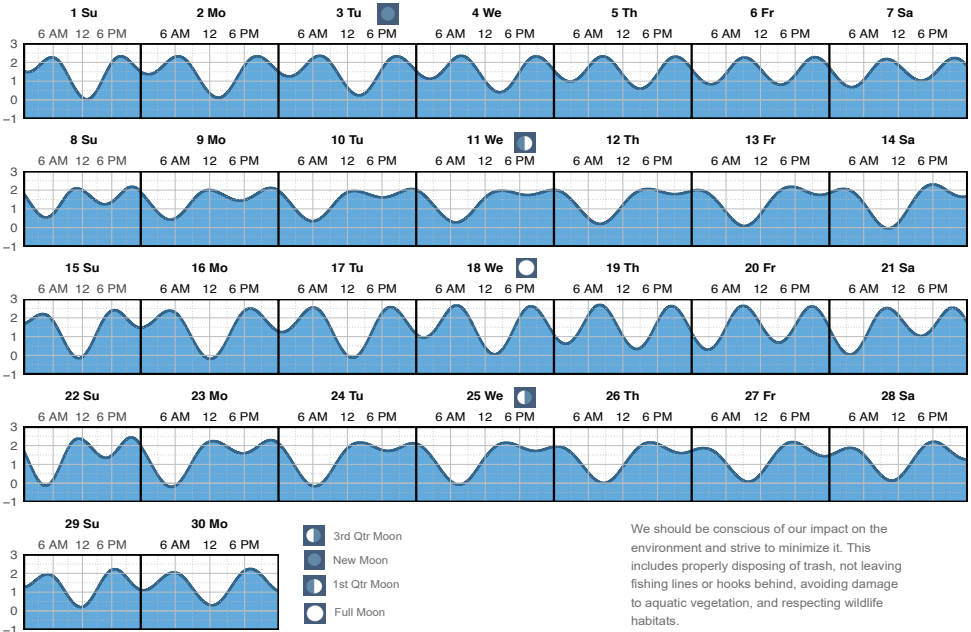 1 Su 2 Mo 3 Tu 4 We 5 Th 6 Fr 7 Sa
6 AM 12 6 PM 6 AM 12 6 PM 6 AM 12 6 PM 6 AM 12 6 PM 6 AM 12 6 PM 6 AM 12 6 PM 6 AM 12 6 PM
3
2
1
0
−1
8 Su 9 Mo 10 Tu 11 We 12 Th 13 Fr 14 Sa
6 AM 12 6 PM 6 AM 12 6 PM 6 AM 12 6 PM 6 AM 12 6 PM 6 AM 12 6 PM 6 AM 12 6 PM 6 AM 12 6 PM
3
2
1
0
−1
15 Su 16 Mo 17 Tu 18 We 19 Th 20 Fr 21 Sa
6 AM 12 6 PM 6 AM 12 6 PM 6 AM 12 6 PM 6 AM 12 6 PM 6 AM 12 6 PM 6 AM 12 6 PM 6 AM 12 6 PM
3
2
1
0
−1
22 Su 23 Mo 24 Tu 25 We 26 Th 27 Fr 28 Sa
6 AM 12 6 PM 6 AM 12 6 PM 6 AM 12 6 PM 6 AM 12 6 PM 6 AM 12 6 PM 6 AM 12 6 PM 6 AM 12 6 PM
3
2
1
0
−1
29 Su 30 Mo
6 AM 12 6 PM 6 AM 12 6 PM
3
2
1
0
−1
3rd Qtr Moon
New Moon
1st Qtr Moon
Full Moon
We should be conscious of our impact on the
environment and strive to minimize it. This
includes properly disposing of trash, not leaving
fishing lines or hooks behind, avoiding damage
to aquatic vegetation, and respecting wildlife
habitats.